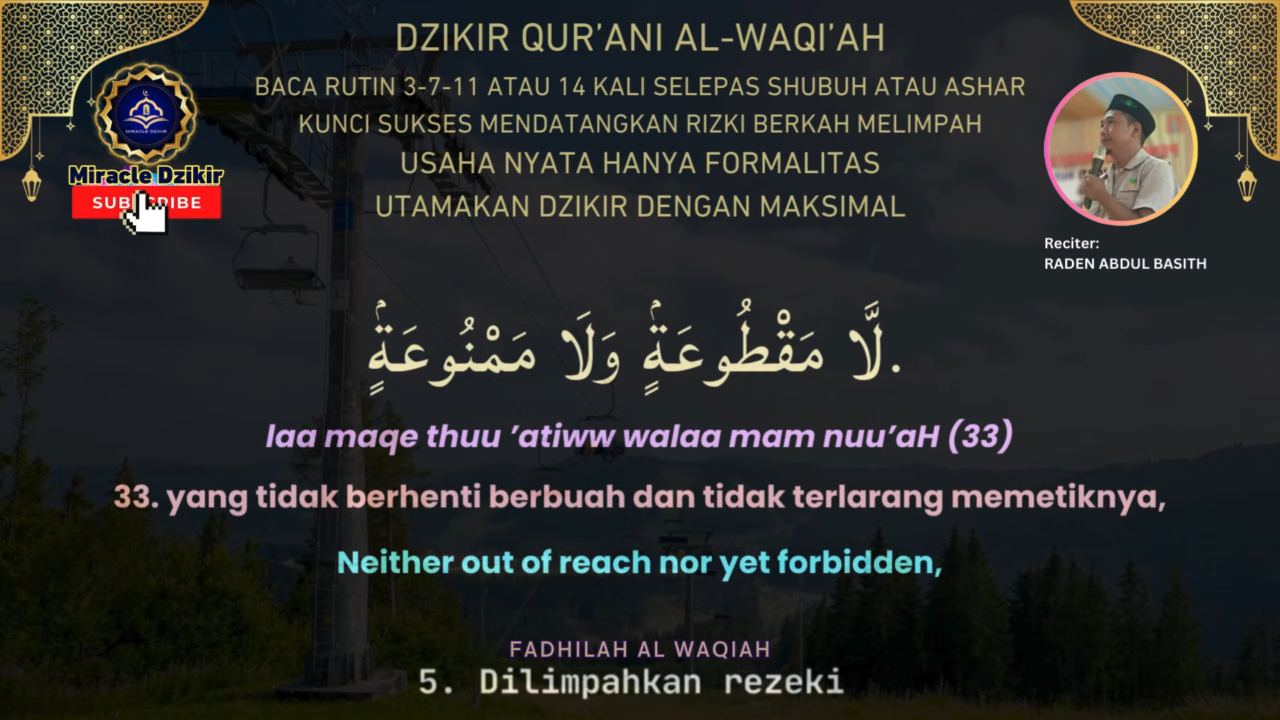 DZIKIR QUR’ANI AL-WAQI’AH
BACA RUTIN 3-7-11 ATAU 14 KALI SELEPAS SHUBUH ATAU ASHAR
KUNCI SUKSES MENDATANGKAN RIZKI BERKAH MELIMPAH
USAHA NYATA HANYA FORMALITAS
UTAMAKAN DZIKIR DENGAN MAKSIMAL
MIRACLE DZIKIR
Miracle Dzikir
Reciter:
RADEN ABDUL BASITH
لَّا مَقْطُوعَةٍۢ وَلَا مَمْنُوعَةٍۢ.
laa maqe thuu ’atiww walaa mam nuu’aH (33)
33. yang tidak berhenti berbuah dan tidak terlarang memetiknya,
Neither out of reach nor yet forbidden,
FADHILAH AL WAQIAH
5. Dilimpahkan rezeki